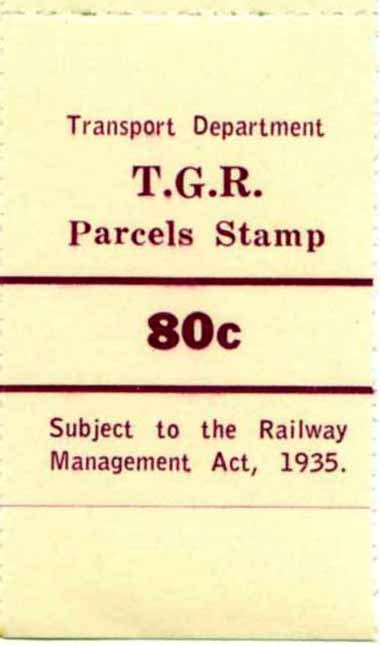 Transport Department
T.G.R.
Parcels Stamp
80c
Subject to the Railway
Management Act, 1935.